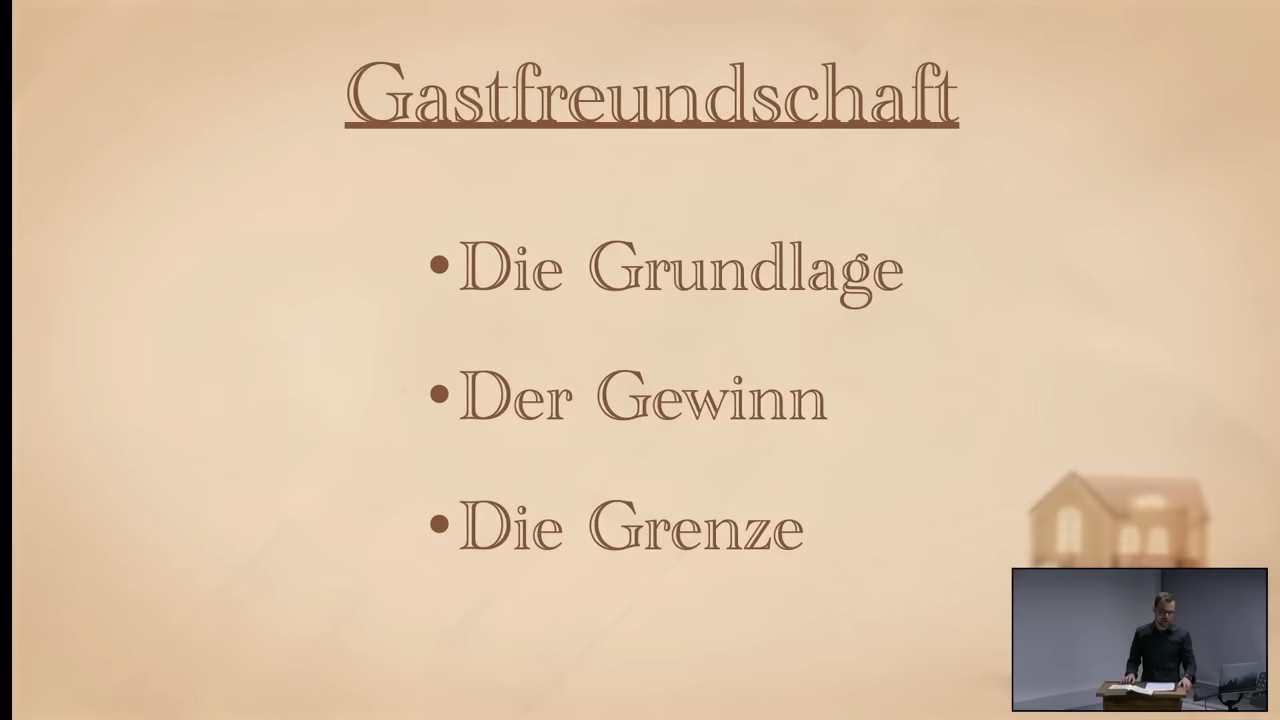 Gastfreundschaft
• Die Grundlage
• Der Gewinn
• Die Grenze